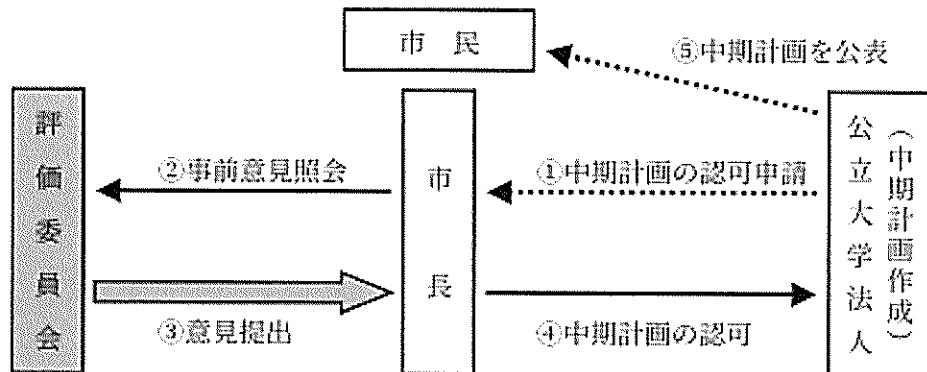 市 民
⑤中期計画を公表
評価委員会
②事前意見照会
市長
①中期計画の認可申請
公立大学法人
(中期計画作成)
③意見提出
④中期計画の認可